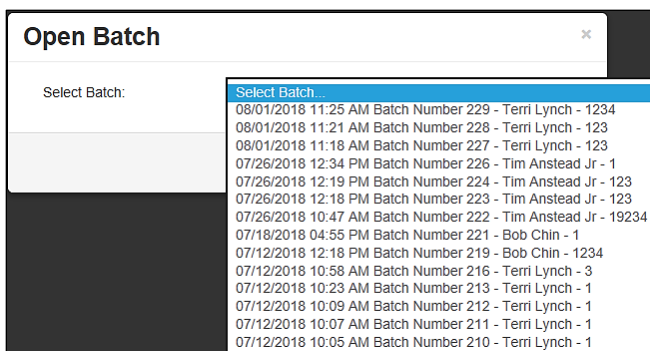 Open Batch
×
Select Batch:
Select Batch...
08/01/2018 11:25 AM Batch Number 229 - Terri Lynch - 1234
08/01/2018 11:21 AM Batch Number 228 - Terri Lynch - 123
08/01/2018 11:18 AM Batch Number 227 - Terri Lynch - 123
07/26/2018 12:34 PM Batch Number 226 - Tim Anstead Jr - 1
07/26/2018 12:19 PM Batch Number 224 - Tim Anstead Jr - 123
07/26/2018 12:18 PM Batch Number 223 - Tim Anstead Jr - 123
07/26/2018 10:47 AM Batch Number 222 - Tim Anstead Jr - 19234
07/18/2018 04:55 PM Batch Number 221 - Bob Chin - 1
07/12/2018 12:18 PM Batch Number 219 - Bob Chin - 1234
07/12/2018 10:58 AM Batch Number 216 - Terri Lynch - 3
07/12/2018 10:23 AM Batch Number 213 - Terri Lynch - 1
07/12/2018 10:09 AM Batch Number 212 - Terri Lynch - 1
07/12/2018 10:07 AM Batch Number 211 - Terri Lynch - 1
07/12/2018 10:05 AM Batch Number 210 - Terri Lynch - 1